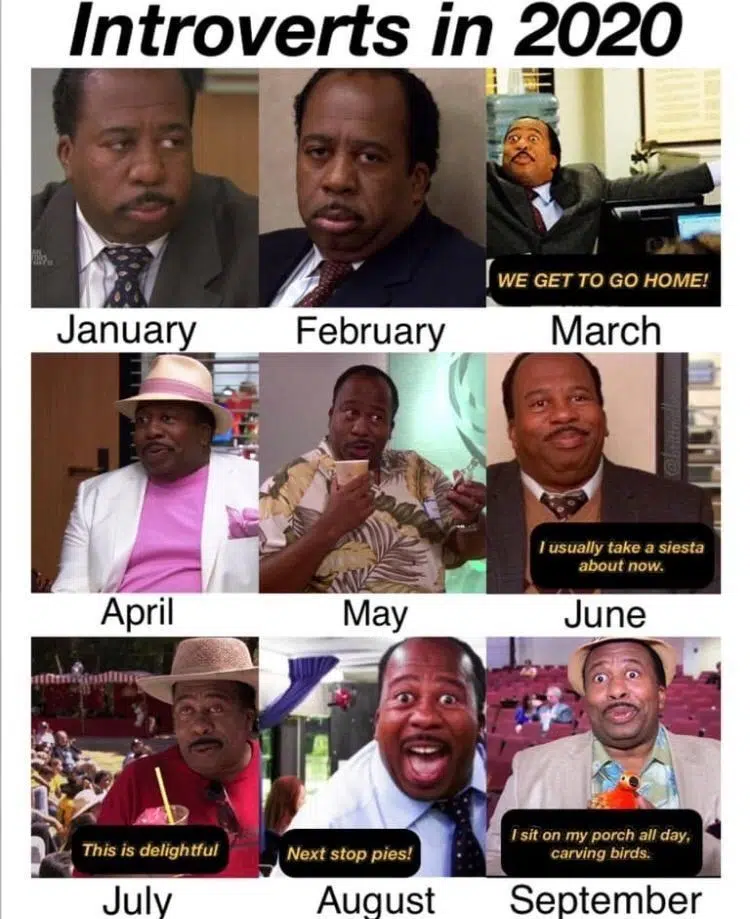 Introverts in 2020
WE GET TO GO HOME!
January
February
March
I usually take a siesta
about now.
April
May
June
This is delightful
Next stop pies!
I sit on my porch all day,
carving birds.
July
August
September